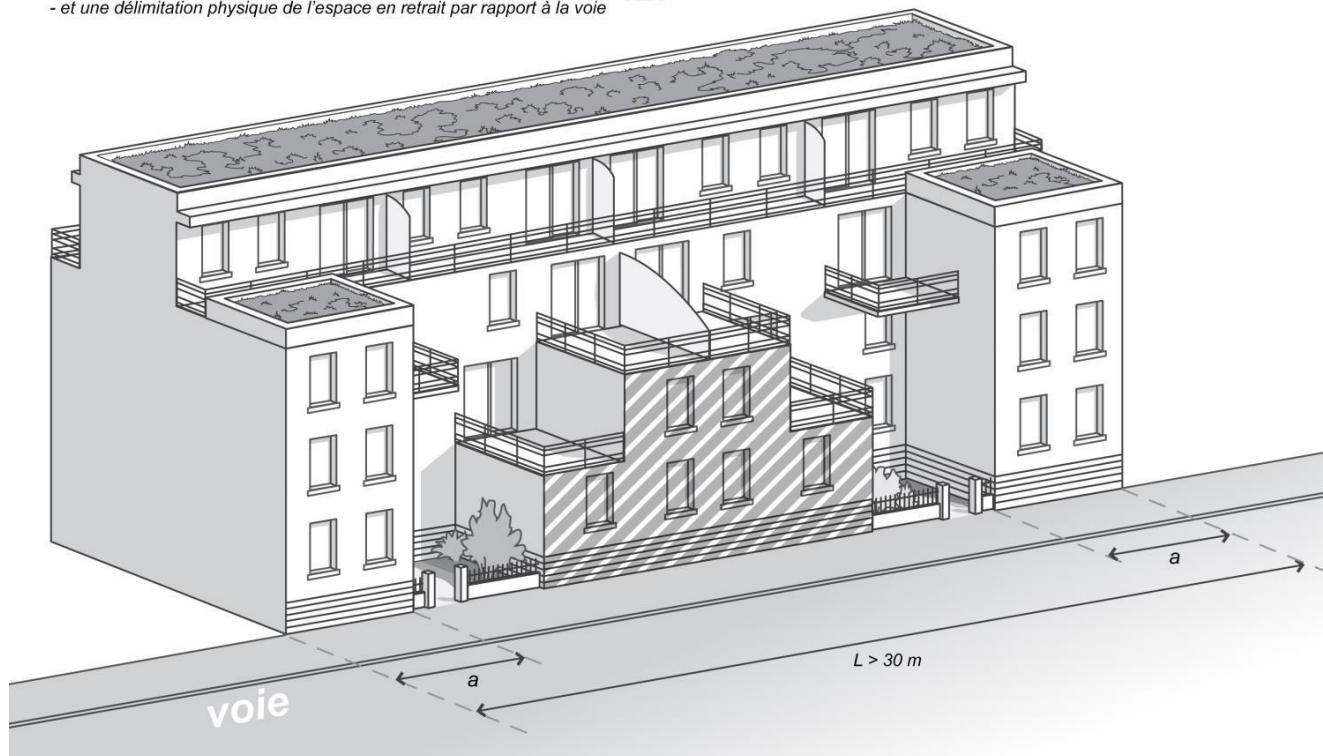 - et une délimitation physique de l'espace en retrait par rapport à la voie
a
L > 30 m
a
voie